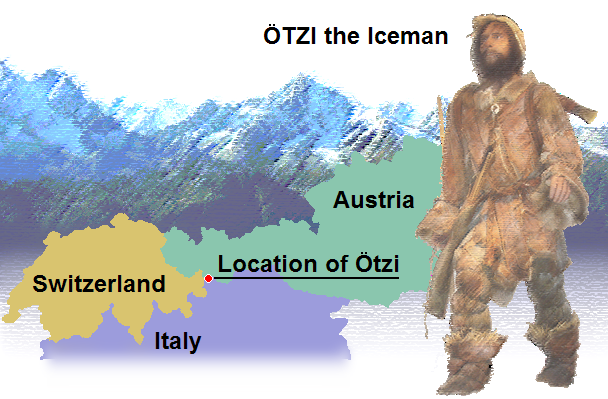 ÖTZI the Iceman
Austria
Location of Ötzi
Switzerland
Italy